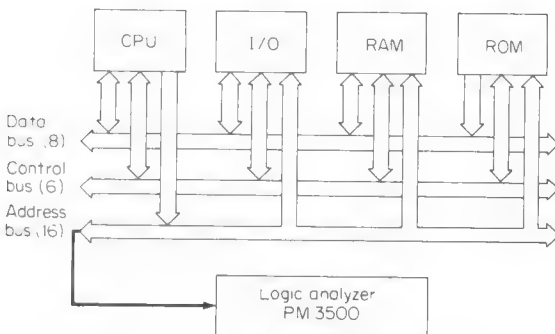 CPU
I/O
RAM
ROM
Data
bus (8)
Control
bus (6)
Address
bus (16)
Logic analyzer
PM 3500